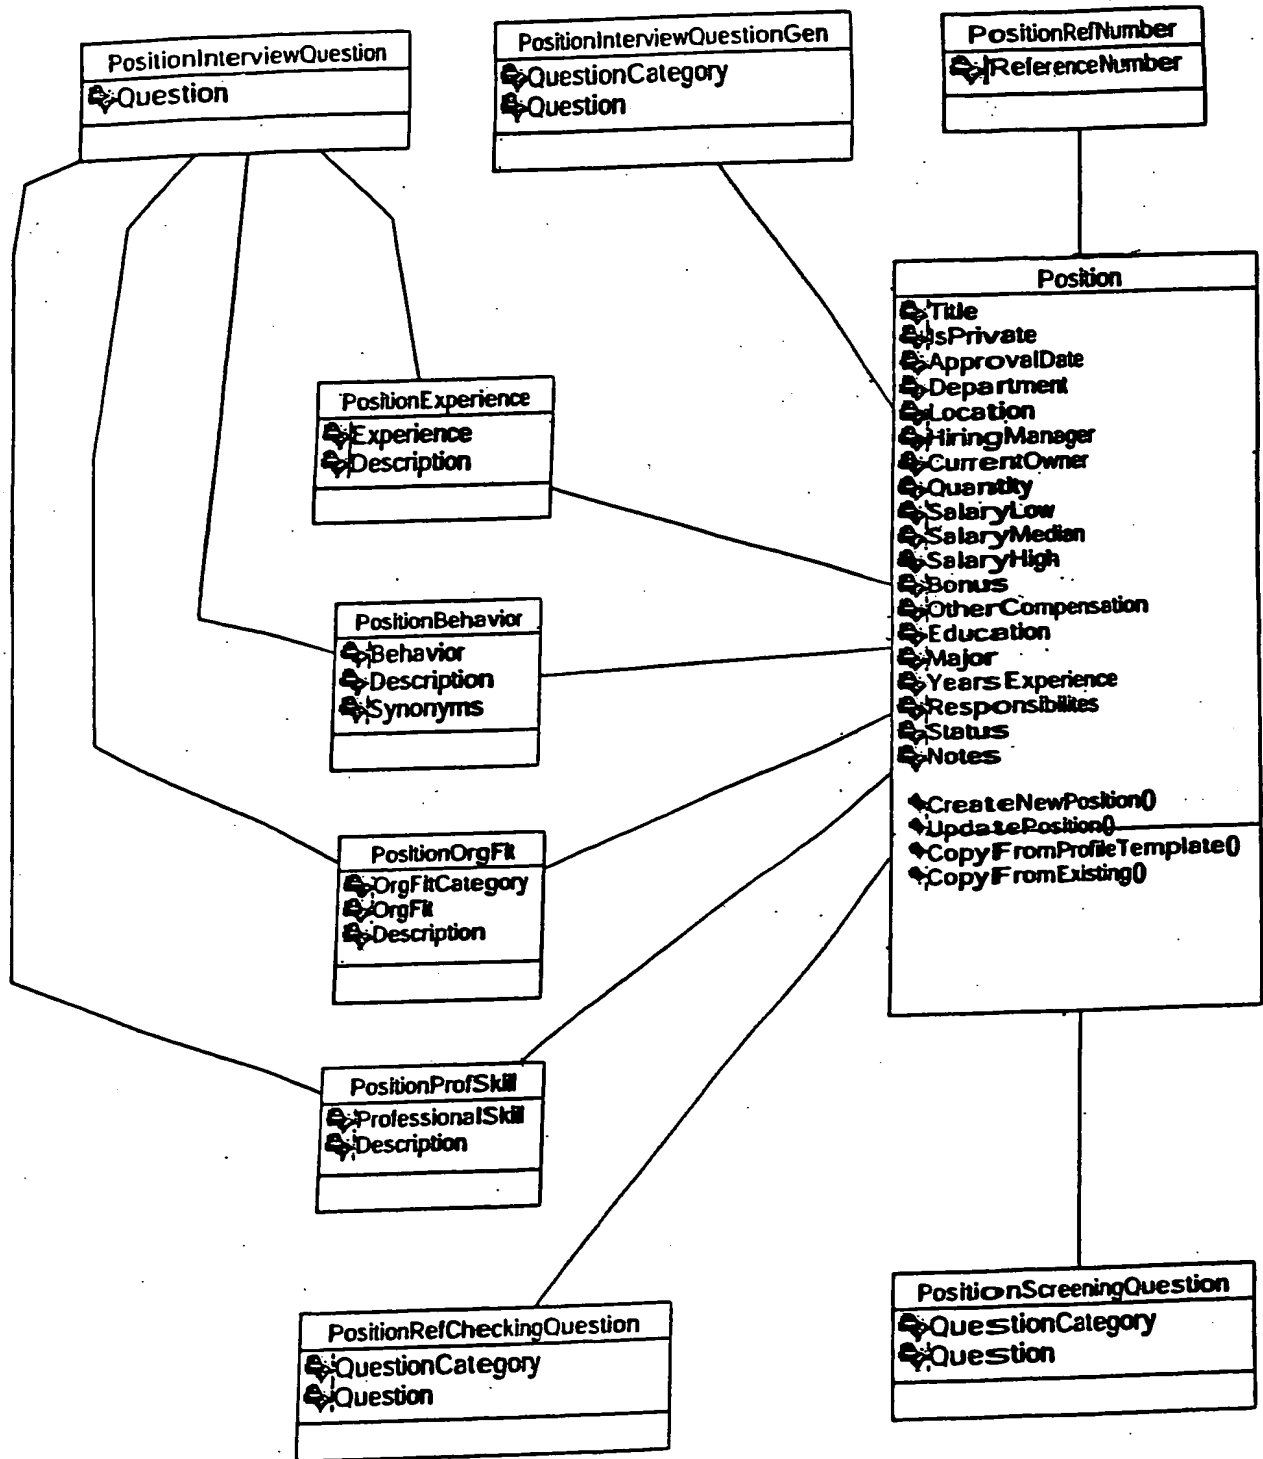 PositionInterviewQuestion
Question
PositionInterviewQuestionGen
QuestionCategory
Question
PositionRefNumber
ReferenceNumber
Position
Title
IsPrivate
ApprovalDate
Department
Location
HiringManager
CurrentOwner
Quantity
SalaryLow
SalaryMedian
SalaryHigh
Bonus
OtherCompensation
Education
Major
YearsExperience
Responsibilites
Status
Notes
CreateNewPosition()
UpdatePosition()
CopyFromProfileTemplate()
CopyFromExisting()
PositionExperience
Experience
Description
PositionBehavior
Behavior
Description
Synonyms
PositionOrgFit
OrgFitCategory
OrgFit
Description
PositionProfSkill
ProfessionalSkill
Description
PositionRefCheckingQuestion
QuestionCategory
Question
PositionScreeningQuestion
QuestionCategory
Question